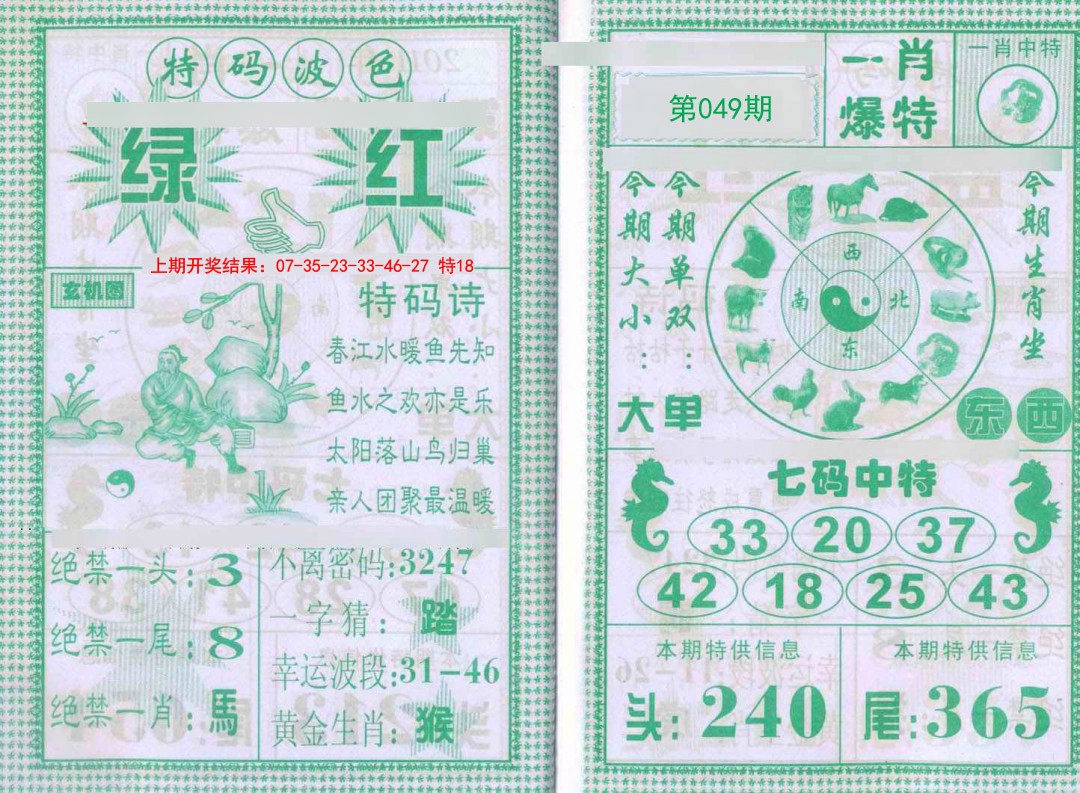 特码波色
绿 红
上期开奖结果：07-35-23-33-46-27 特18
玄机图
特码诗
春江水暖鱼先知
鱼水之欢亦是乐
太阳落山鸟归巢
亲人团聚最温暖
绝禁一头：3
绝禁一尾：8
绝禁一肖：馬
不离密码：3247
一字猜：踏
幸运波段：31-46
黄金生肖：猴
第049期
一肖
爆特
一肖中特
今期大小：大
今期单双：单
西
南 北
东
今期生肖坐
东西
七码中特
33 20 37
42 18 25 43
本期特供信息
头：240
本期特供信息
尾：365